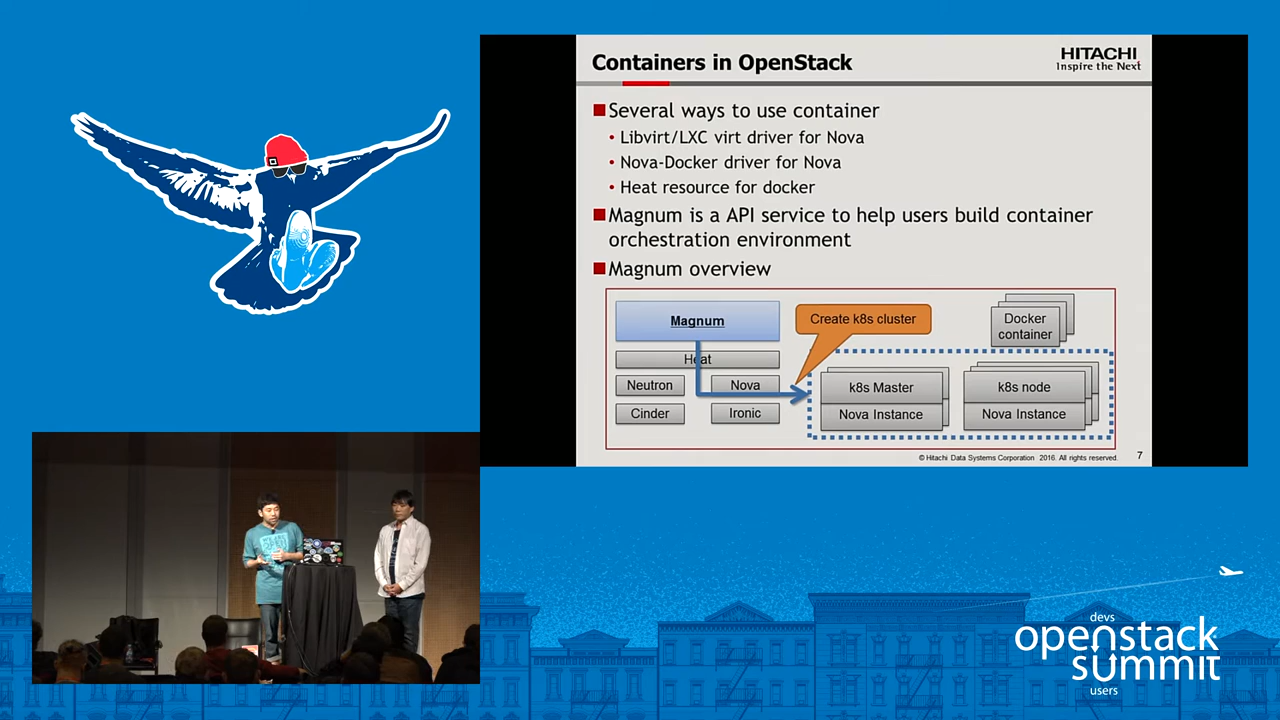 Containers in OpenStack
HITACHI
Inspire the Next
Several ways to use container
• Libvirt/LXC virt driver for Nova
• Nova-Docker driver for Nova
• Heat resource for docker
Magnum is a API service to help users build container
orchestration environment
Magnum overview
Magnum
Create k8s cluster
Docker
container
Heat
Neutron
Nova
k8s Master
k8s node
Cinder
Ironic
Nova Instance
Nova Instance
© Hitachi Data Systems Corporation 2016. All rights reserved.
7
devs
openstack
summit
users